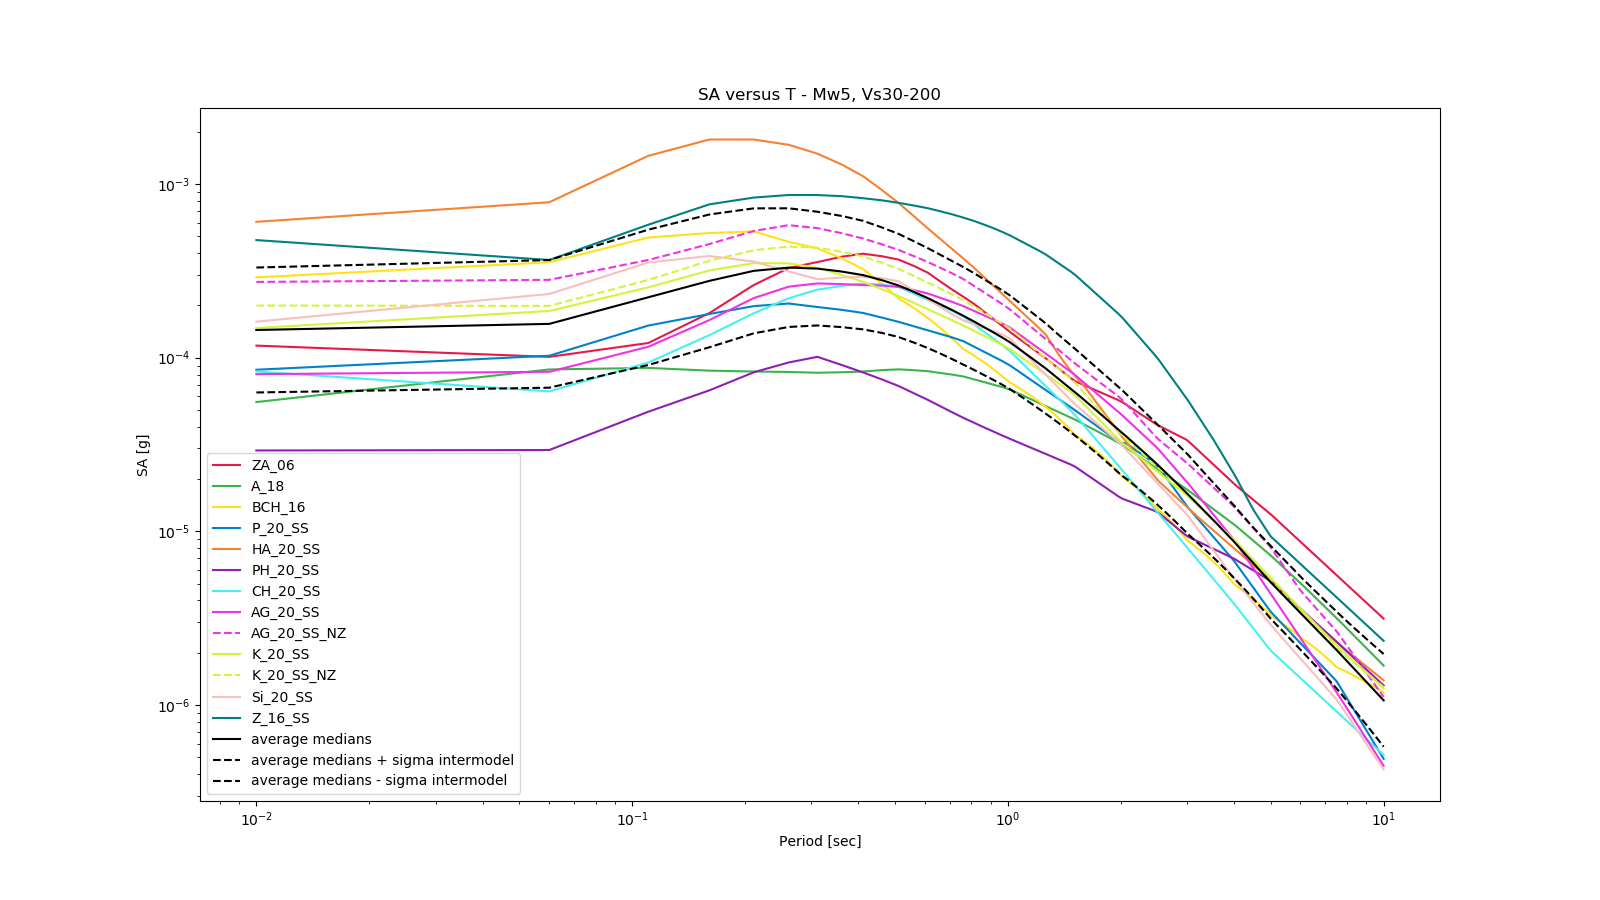 SA versus T - Mw5, Vs30-200
10⁻³
10⁻⁴
10⁻⁵
10⁻⁶
SA [g]
ZA_06
A_18
BCH_16
P_20_SS
HA_20_SS
PH_20_SS
CH_20_SS
AG_20_SS
AG_20_SS_NZ
K_20_SS
K_20_SS_NZ
Si_20_SS
Z_16_SS
average medians
average medians + sigma intermodel
average medians - sigma intermodel
10⁻² 10⁻¹ 10⁰ 10¹
Period [sec]